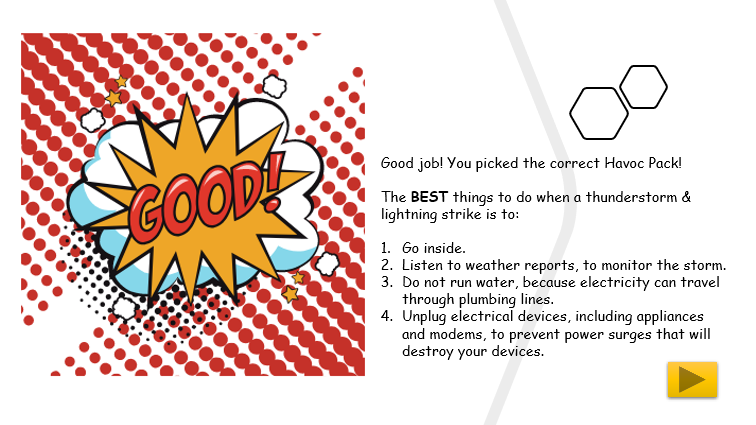 GOOD!
Good job! You picked the correct Havoc Pack!
The BEST things to do when a thunderstorm &
lightning strike is to:
1. Go inside.
2. Listen to weather reports, to monitor the storm.
3. Do not run water, because electricity can travel
through plumbing lines.
4. Unplug electrical devices, including appliances
and modems, to prevent power surges that will
destroy your devices.